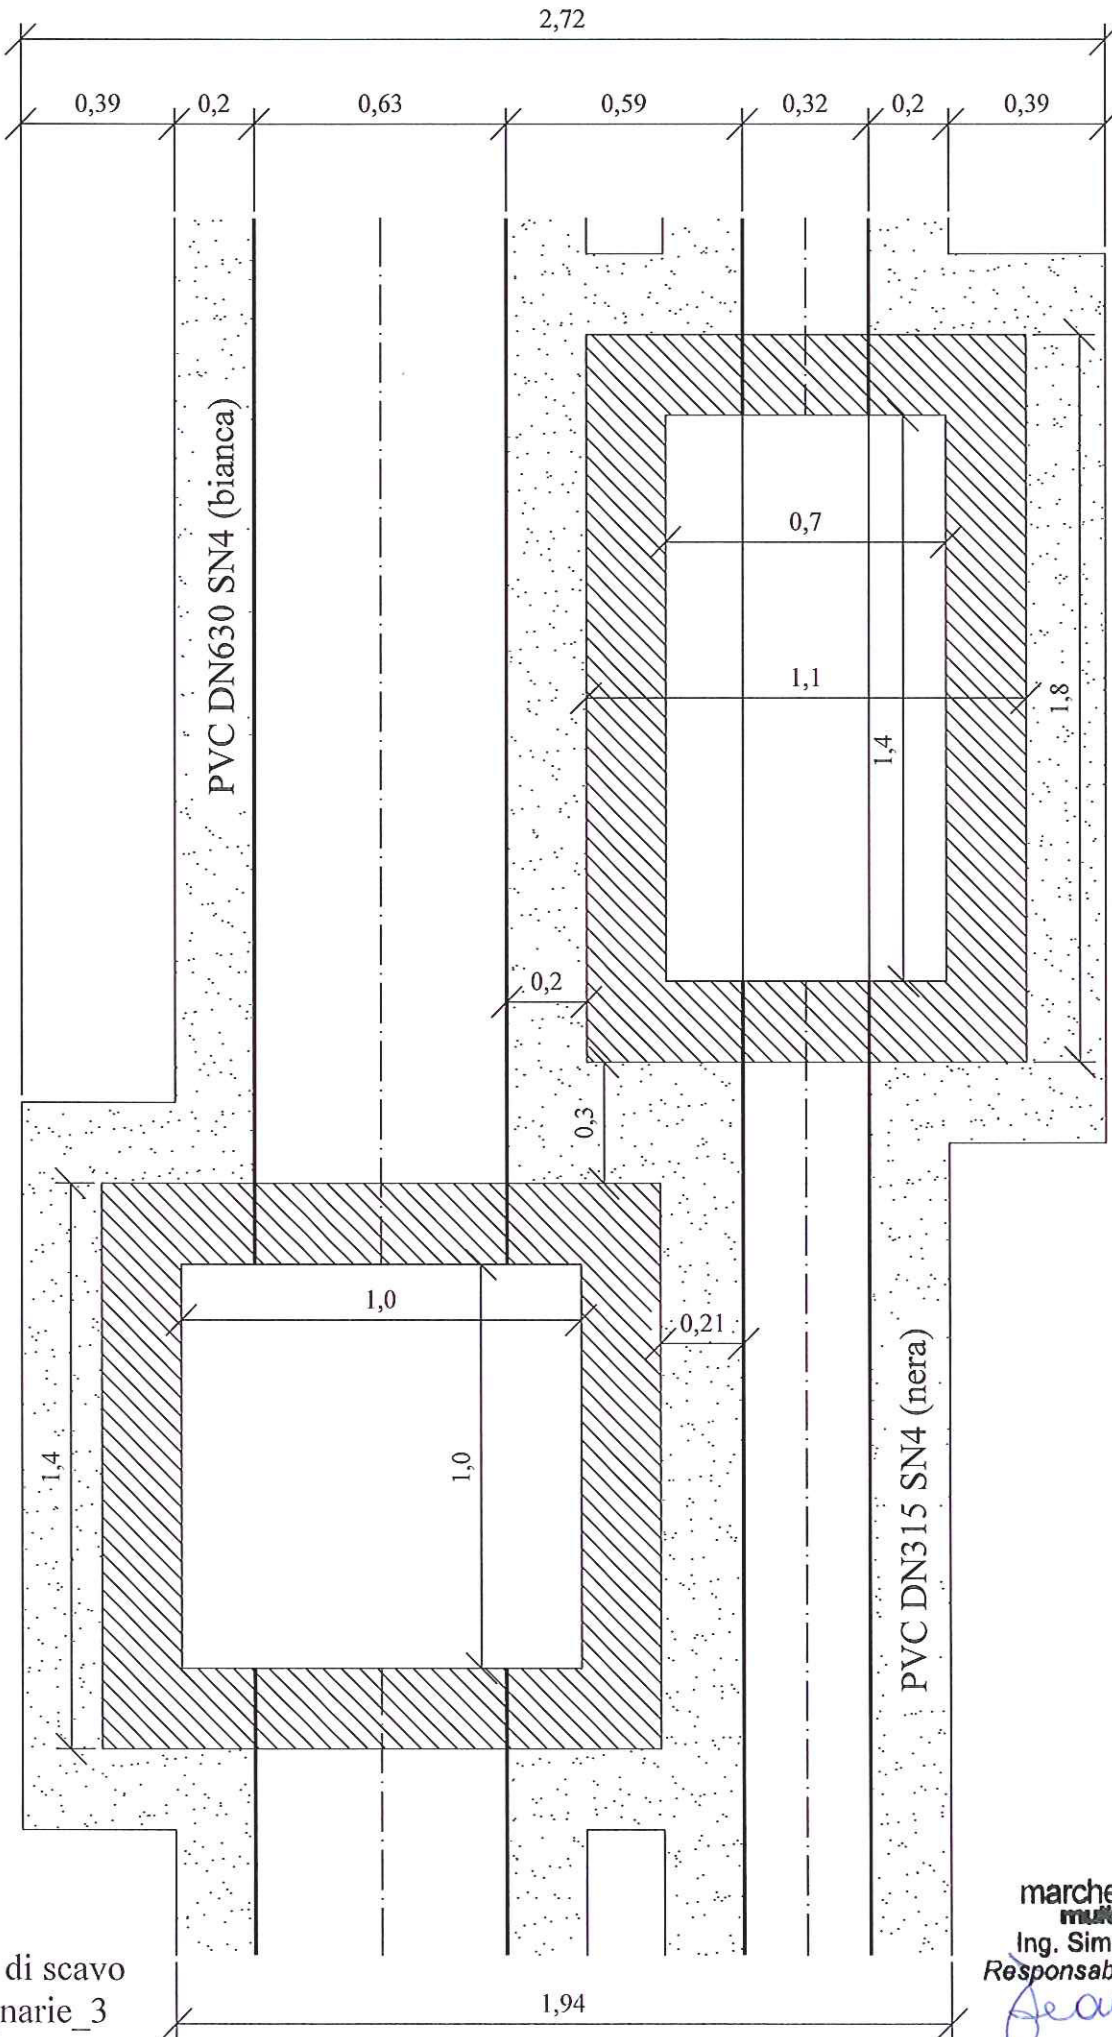 2,72
0,39 0,2 0,63 0,59 0,32 0,2 0,39
PVC DN630 SN4 (bianca)
0,7
1,1
1,8
1,4
0,2
0,3
1,0
0,21
1,4
1,0
PVC DN315 SN4 (nera)
marche
mul
Ing. Sim
Responsab
di scavo
narie_3
1,94